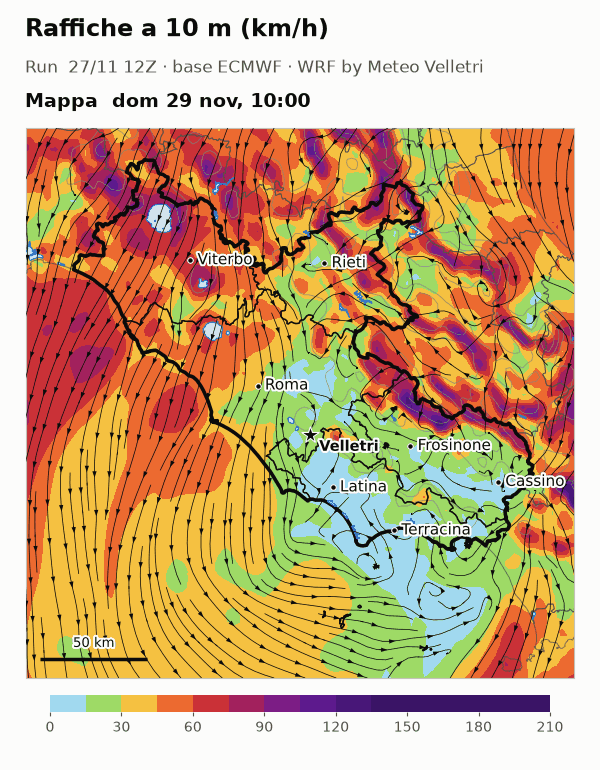 Raffiche a 10 m (km/h)
Run  27/11 12Z · base ECMWF · WRF by Meteo Velletri
Mappa  dom 29 nov, 10:00
Viterbo
Rieti
Roma
Velletri
Frosinone
Cassino
Latina
Terracina
50 km
0 30 60 90 120 150 180 210